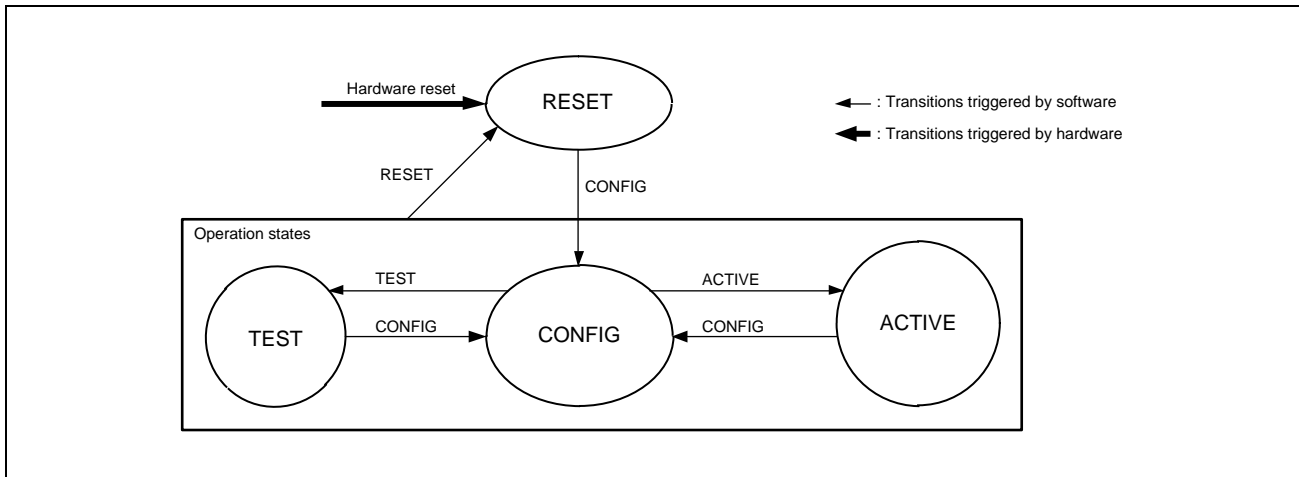 Hardware reset
RESET
: Transitions triggered by software
: Transitions triggered by hardware
RESET
CONFIG
Operation states
TEST
ACTIVE
TEST
CONFIG
CONFIG
CONFIG
ACTIVE